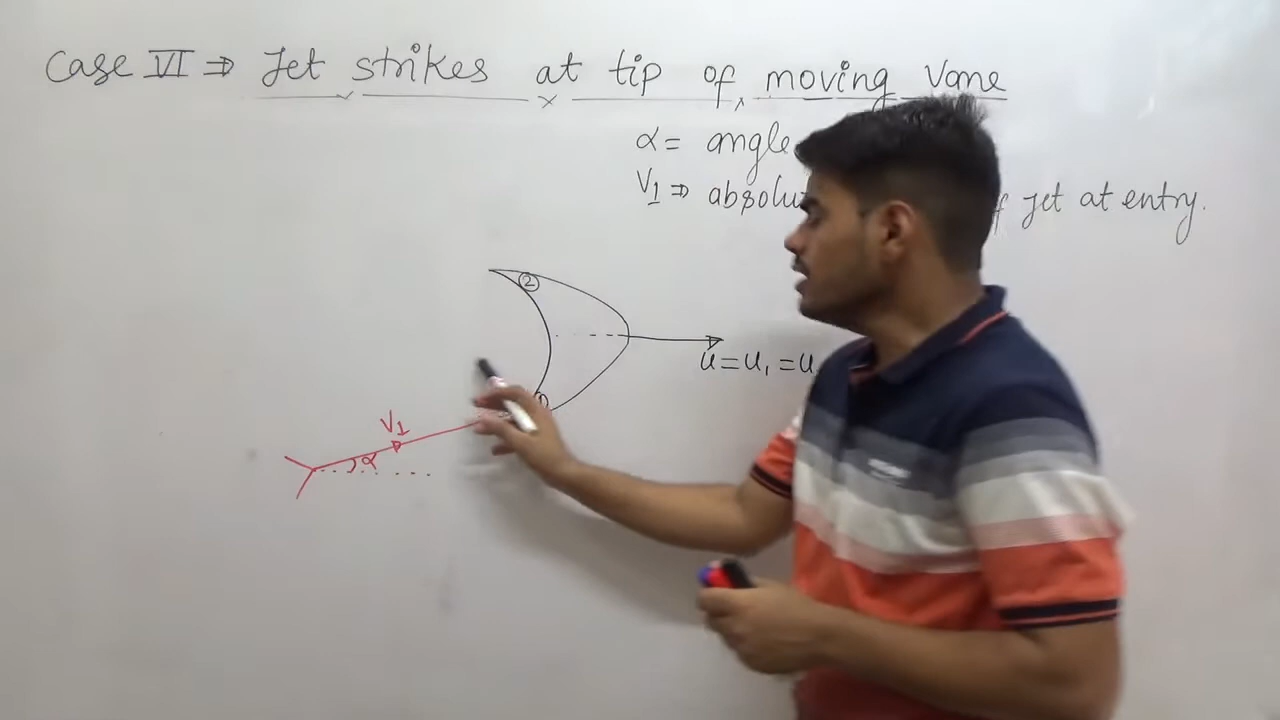 Case VI ⇒ Jet strikes at tip of moving Vane
α = angle
V1 ⇒ of jet at entry.
②
①
u = u1 = u
V1
α